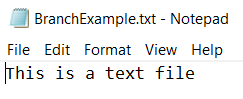 BranchExample.txt - Notepad
File Edit Format View Help
This is a text file